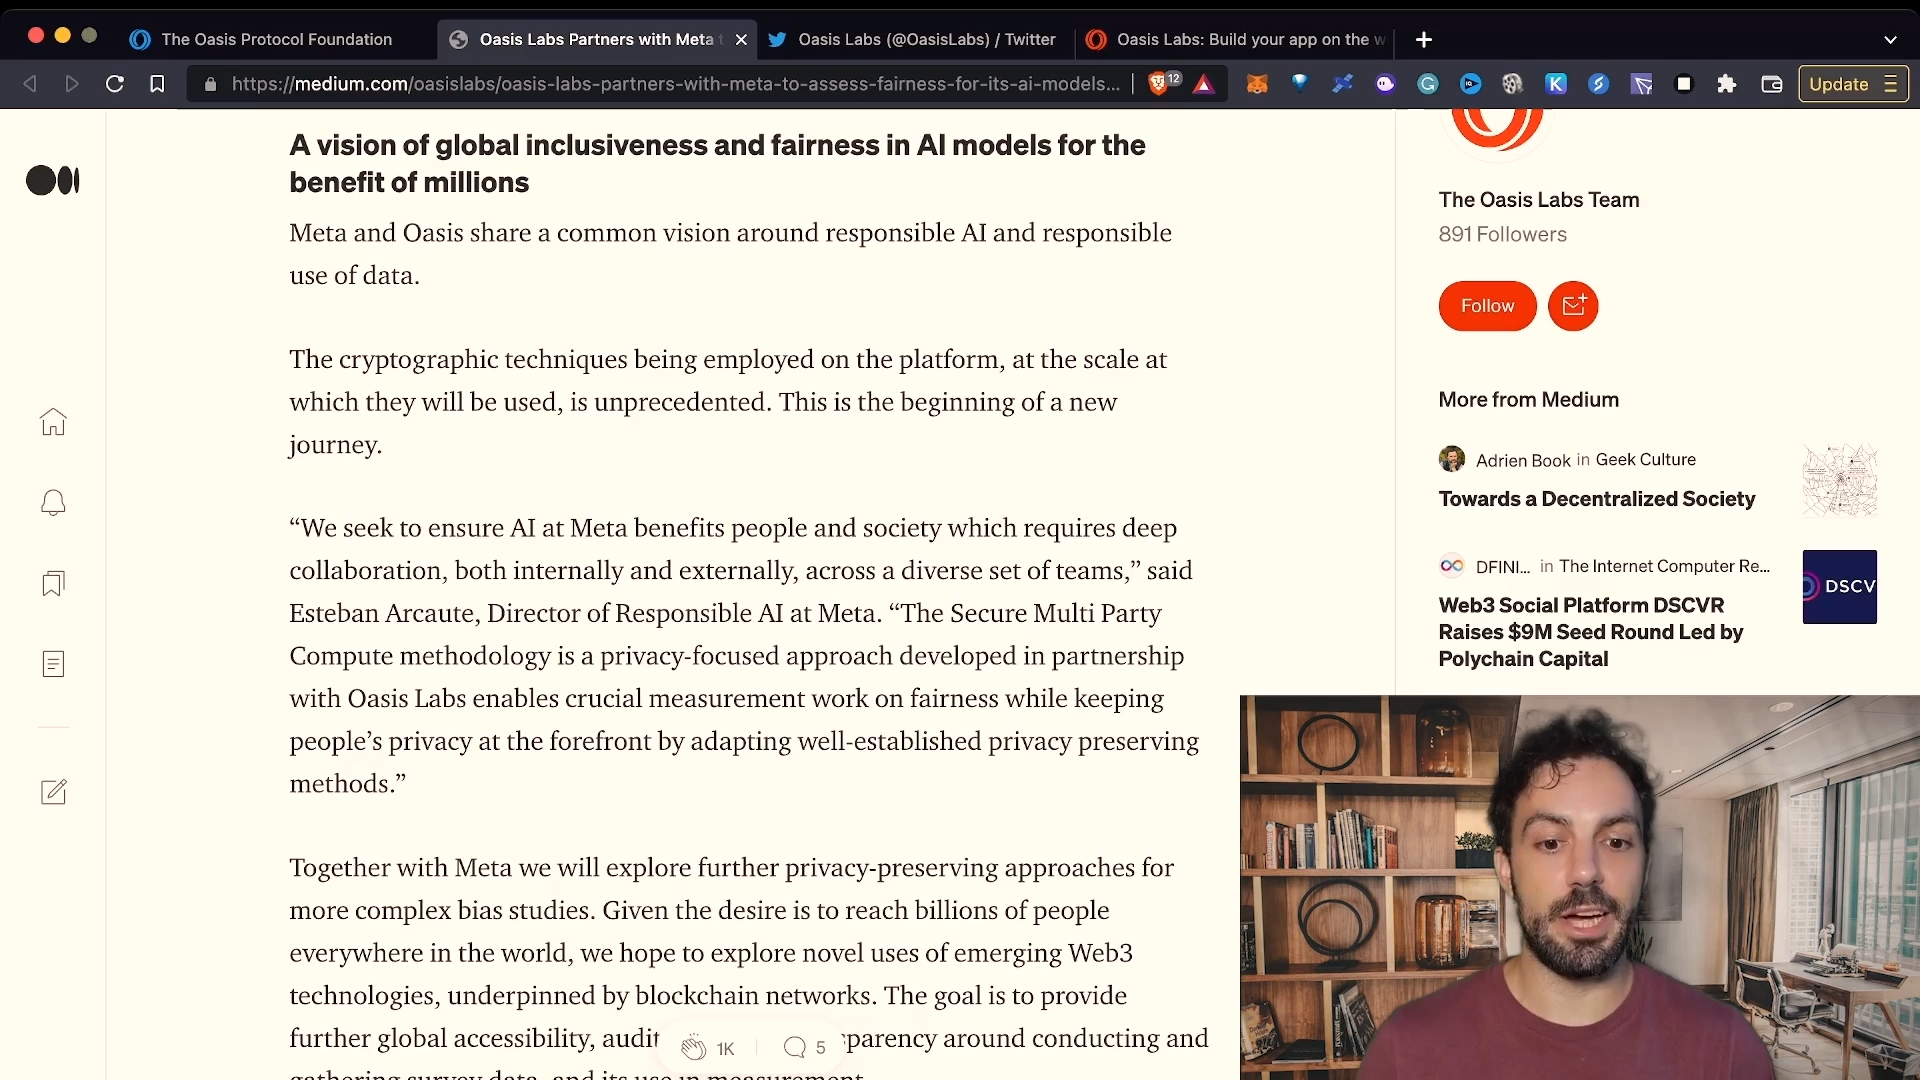 The Oasis Protocol Foundation
Oasis Labs Partners with Meta t
Oasis Labs (@OasisLabs) / Twitter
Oasis Labs: Build your app on the w
https://medium.com/oasislabs/oasis-labs-partners-with-meta-to-assess-fairness-for-its-ai-models...
12
Update
A vision of global inclusiveness and fairness in AI models for the
benefit of millions
Meta and Oasis share a common vision around responsible AI and responsible
use of data.
The cryptographic techniques being employed on the platform, at the scale at
which they will be used, is unprecedented. This is the beginning of a new
journey.
“We seek to ensure AI at Meta benefits people and society which requires deep
collaboration, both internally and externally, across a diverse set of teams,” said
Esteban Arcaute, Director of Responsible AI at Meta. “The Secure Multi Party
Compute methodology is a privacy-focused approach developed in partnership
with Oasis Labs enables crucial measurement work on fairness while keeping
people’s privacy at the forefront by adapting well-established privacy preserving
methods.”
Together with Meta we will explore further privacy-preserving approaches for
more complex bias studies. Given the desire is to reach billions of people
everywhere in the world, we hope to explore novel uses of emerging Web3
technologies, underpinned by blockchain networks. The goal is to provide
further global accessibility, audit sparency around conducting and
gathering survey data, and its use in measurement.
1K
5
The Oasis Labs Team
891 Followers
Follow
More from Medium
Adrien Book in Geek Culture
Towards a Decentralized Society
DFINI... in The Internet Computer Re...
Web3 Social Platform DSCVR
Raises $9M Seed Round Led by
Polychain Capital
DSCV